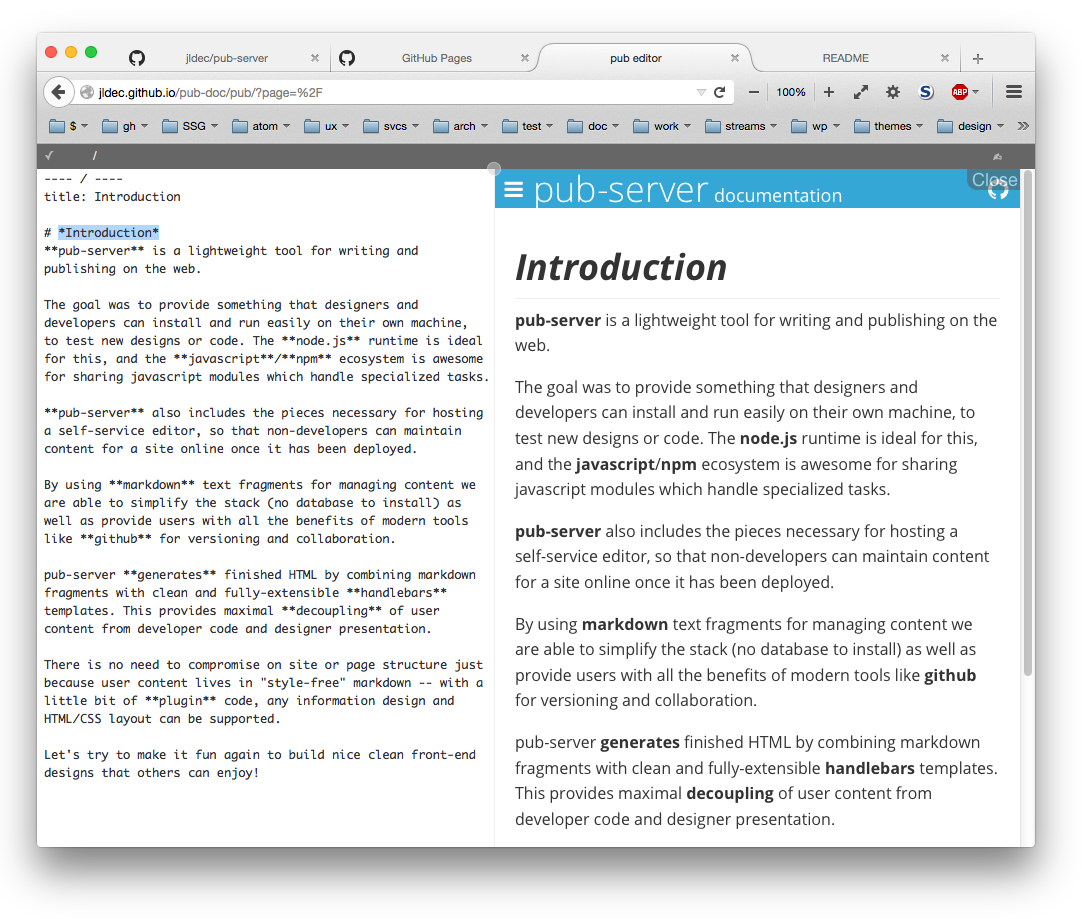 jldec/pub-server
GitHub Pages
pub editor
README
jldec.github.io/pub-doc/pub/?page=%2F
100%
S
ABP
$ gh SSG atom ux svcs arch test doc work streams wp themes design
√ /
---- / ----
title: Introduction
# *Introduction*
**pub-server** is a lightweight tool for writing and
publishing on the web.
The goal was to provide something that designers and
developers can install and run easily on their own machine,
to test new designs or code. The **node.js** runtime is ideal
for this, and the **javascript**/**npm** ecosystem is awesome
for sharing javascript modules which handle specialized tasks.
**pub-server** also includes the pieces necessary for hosting
a self-service editor, so that non-developers can maintain
content for a site online once it has been deployed.
By using **markdown** text fragments for managing content we
are able to simplify the stack (no database to install) as
well as provide users with all the benefits of modern tools
like **github** for versioning and collaboration.
pub-server **generates** finished HTML by combining markdown
fragments with clean and fully-extensible **handlebars**
templates. This provides maximal **decoupling** of user
content from developer code and designer presentation.
There is no need to compromise on site or page structure just
because user content lives in "style-free" markdown -- with a
little bit of **plugin** code, any information design and
HTML/CSS layout can be supported.
Let's try to make it fun again to build nice clean front-end
designs that others can enjoy!
pub-server documentation
Close
Introduction
pub-server is a lightweight tool for writing and publishing on the
web.
The goal was to provide something that designers and
developers can install and run easily on their own machine, to
test new designs or code. The node.js runtime is ideal for this,
and the javascript/npm ecosystem is awesome for sharing
javascript modules which handle specialized tasks.
pub-server also includes the pieces necessary for hosting a
self-service editor, so that non-developers can maintain content
for a site online once it has been deployed.
By using markdown text fragments for managing content we
are able to simplify the stack (no database to install) as well as
provide users with all the benefits of modern tools like github
for versioning and collaboration.
pub-server generates finished HTML by combining markdown
fragments with clean and fully-extensible handlebars templates.
This provides maximal decoupling of user content from
developer code and designer presentation.